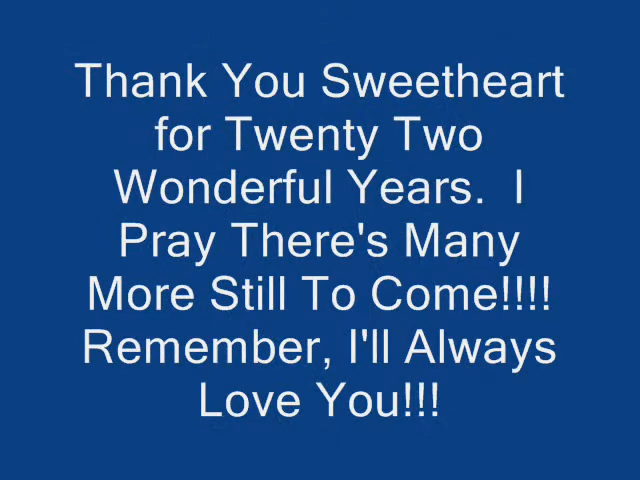 Thank You Sweetheart
for Twenty Two
Wonderful Years.  I
Pray There's Many
More Still To Come!!!!
Remember, I'll Always
Love You!!!